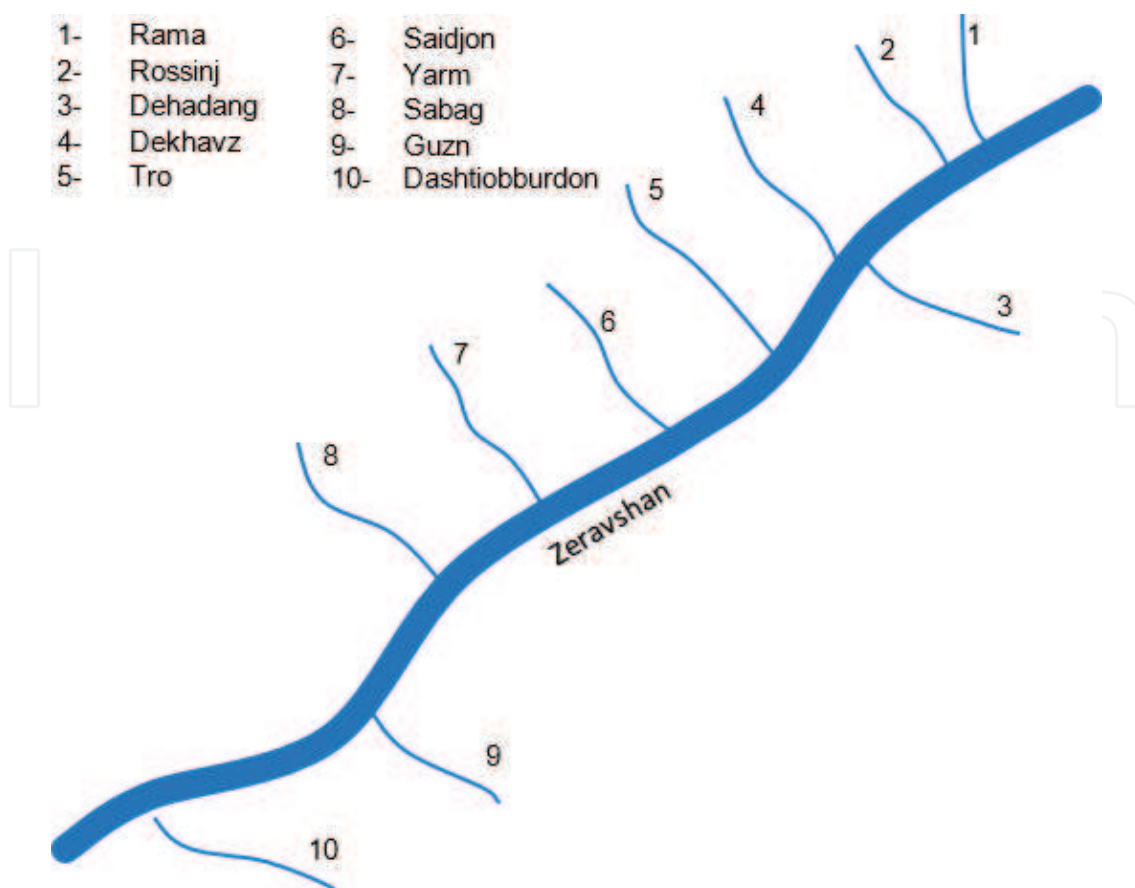 1- Rama
2- Rossinj
3- Dehadang
4- Dekhavz
5- Tro
6- Saidjon
7- Yarm
8- Sabag
9- Guzn
10- Dashtiobburdon
1
2
4
5
3
6
7
8
Zeravshan
9
10